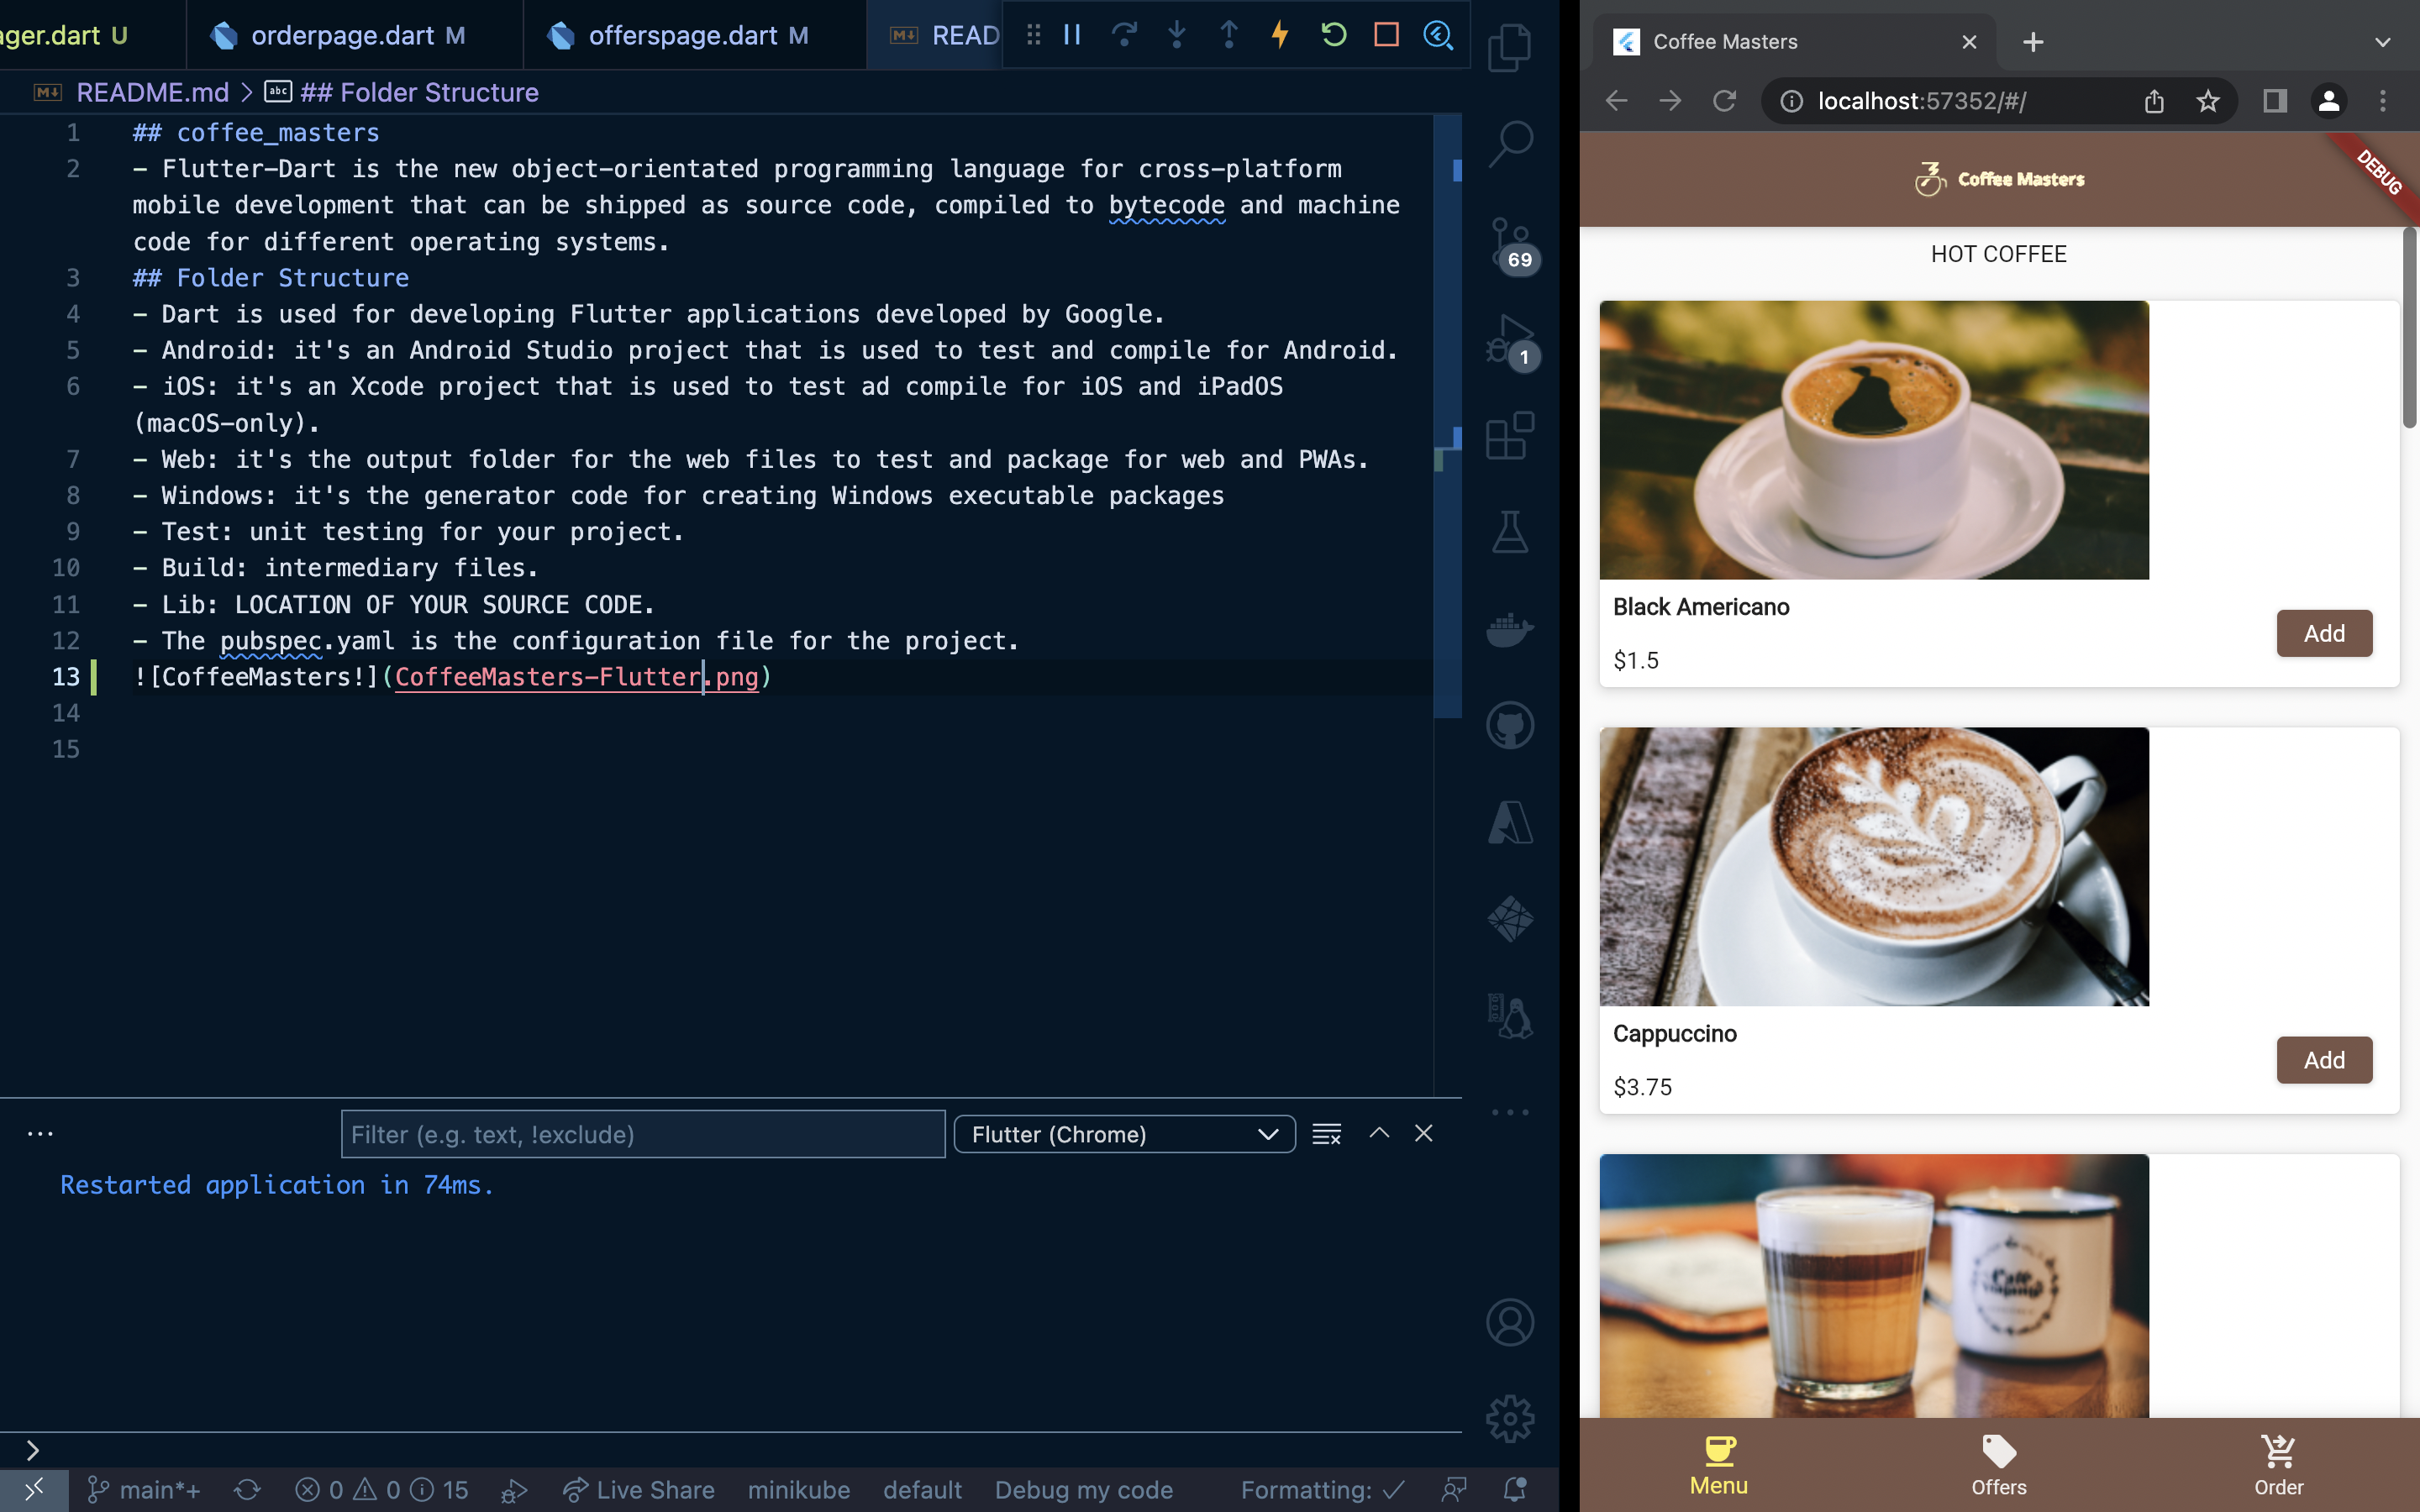 ager.dart U
orderpage.dart M
offerspage.dart M
READ
README.md > ## Folder Structure
1 ## coffee_masters
2 - Flutter-Dart is the new object-orientated programming language for cross-platform
mobile development that can be shipped as source code, compiled to bytecode and machine
code for different operating systems.
3 ## Folder Structure
4 - Dart is used for developing Flutter applications developed by Google.
5 - Android: it's an Android Studio project that is used to test and compile for Android.
6 - iOS: it's an Xcode project that is used to test ad compile for iOS and iPadOS
(macOS-only).
7 - Web: it's the output folder for the web files to test and package for web and PWAs.
8 - Windows: it's the generator code for creating Windows executable packages
9 - Test: unit testing for your project.
10 - Build: intermediary files.
11 - Lib: LOCATION OF YOUR SOURCE CODE.
12 - The pubspec.yaml is the configuration file for the project.
13 ![CoffeeMasters!](CoffeeMasters-Flutter.png)
14
15
69
1
Filter (e.g. text, !exclude)
Flutter (Chrome)
Restarted application in 74ms.
main*+ 0 0 15 Live Share minikube default Debug my code Formatting: ✓
Coffee Masters
localhost:57352/#/
Coffee Masters
DEBUG
HOT COFFEE
Black Americano
$1.5
Add
Cappuccino
$3.75
Add
Café
Menu
Offers
Order